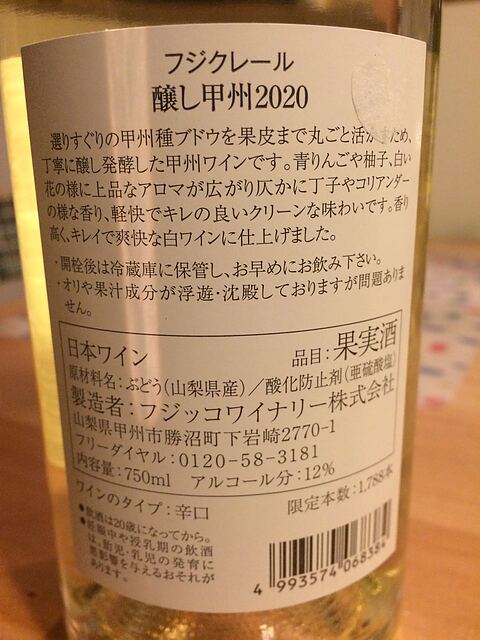 フジクレール
醸し甲州2020
選りすぐりの甲州種ブドウを果皮まで丸ごと活かすため、
丁寧に醸し発酵した甲州ワインです。青りんごや柚子、白い
花の様に上品なアロマが広がり仄かに丁子やコリアンダー
の様な香り、軽快でキレの良いクリーンな味わいです。香り
高く、キレイで爽快な白ワインに仕上げました。
・開栓後は冷蔵庫に保管し、お早めにお飲み下さい。
・オリや果汁成分が浮遊・沈殿しておりますが問題ありま
せん。
日本ワイン 品目：果実酒
原材料名：ぶどう(山梨県産)／酸化防止剤(亜硫酸塩)
製造者：フジッコワイナリー株式会社
山梨県甲州市勝沼町下岩崎2770-1
フリーダイヤル：0120-58-3181
内容量：750ml アルコール分：12%
ワインのタイプ：辛口 限定本数：1,788本
●飲酒は20歳になってから。
●妊娠中や授乳期の飲酒
は、胎児・乳児の発育に
悪影響を与えるおそれが
あります。
4 993574 068384